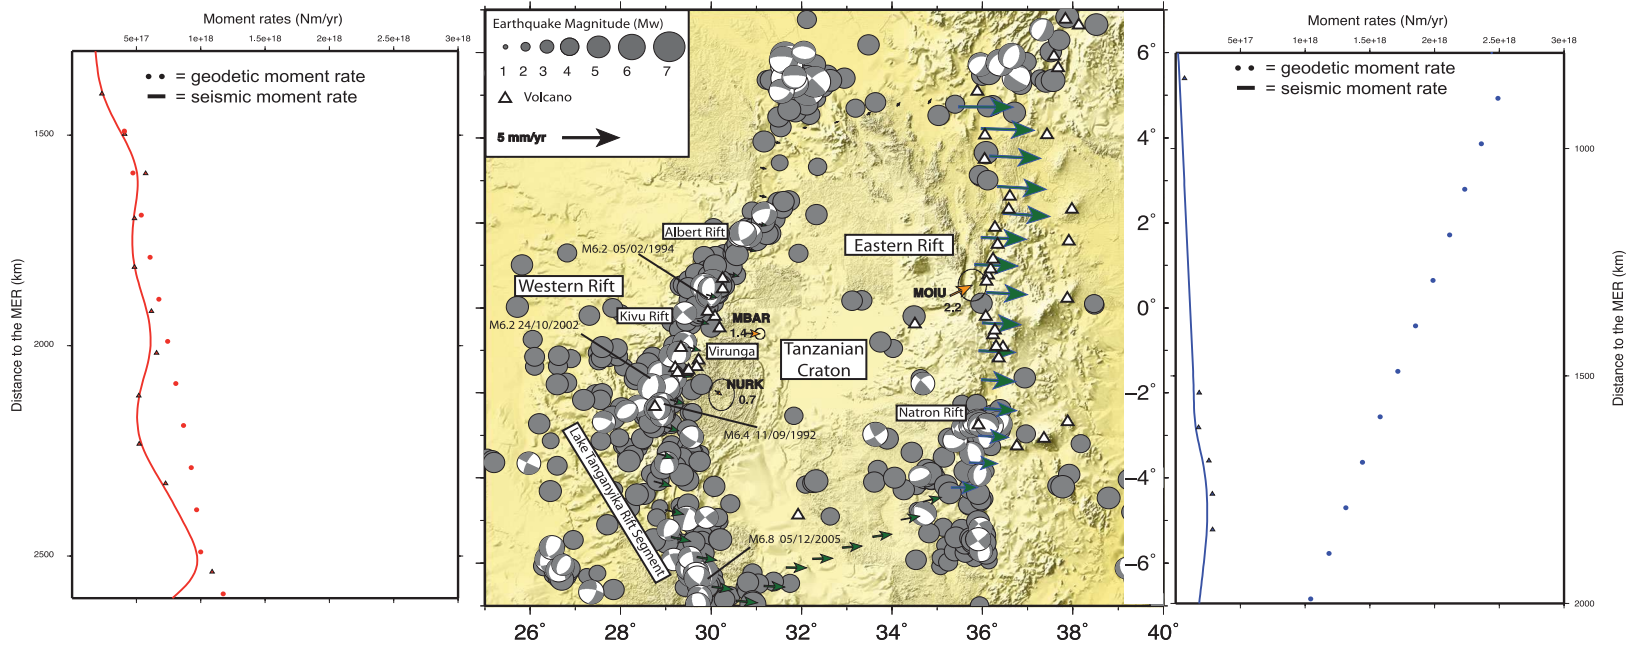 Moment rates (Nm/yr)
5e+17 1e+18 1.5e+18 2e+18 2.5e+18 3e+18
= geodetic moment rate
= seismic moment rate
1500
2000
2500
Distance to the MER (km)
Earthquake Magnitude (Mw)
1 2 3 4 5 6 7
Volcano
5 mm/yr
Albert Rift
M6.2 05/02/1994
Eastern Rift
Western Rift
MOIU
2.2
Kivu Rift
M6.2 24/10/2002
MBAR
1.4
Virunga
Tanzanian
Craton
NURK
0.7
Natron Rift
M6.4 11/09/1992
Lake Tanganyika Rift Segment
M6.8 05/12/2005
26° 28° 30° 32° 34° 36° 38° 40°
6°
4°
2°
0°
−2°
−4°
−6°
Moment rates (Nm/yr)
5e+17 1e+18 1.5e+18 2e+18 2.5e+18 3e+18
= geodetic moment rate
= seismic moment rate
1000
1500
2000
Distance to the MER (km)